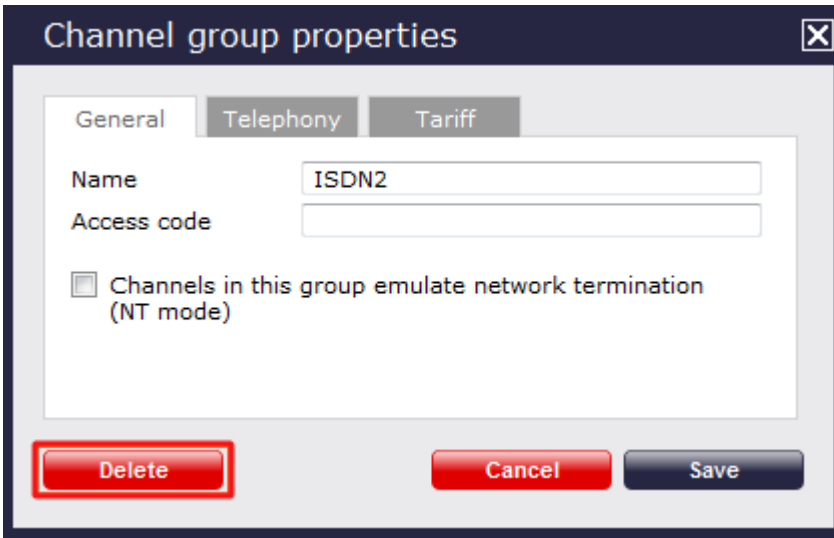 Channel group properties
General Telephony Tariff
Name ISDN2
Access code
Channels in this group emulate network termination
(NT mode)
Delete Cancel Save